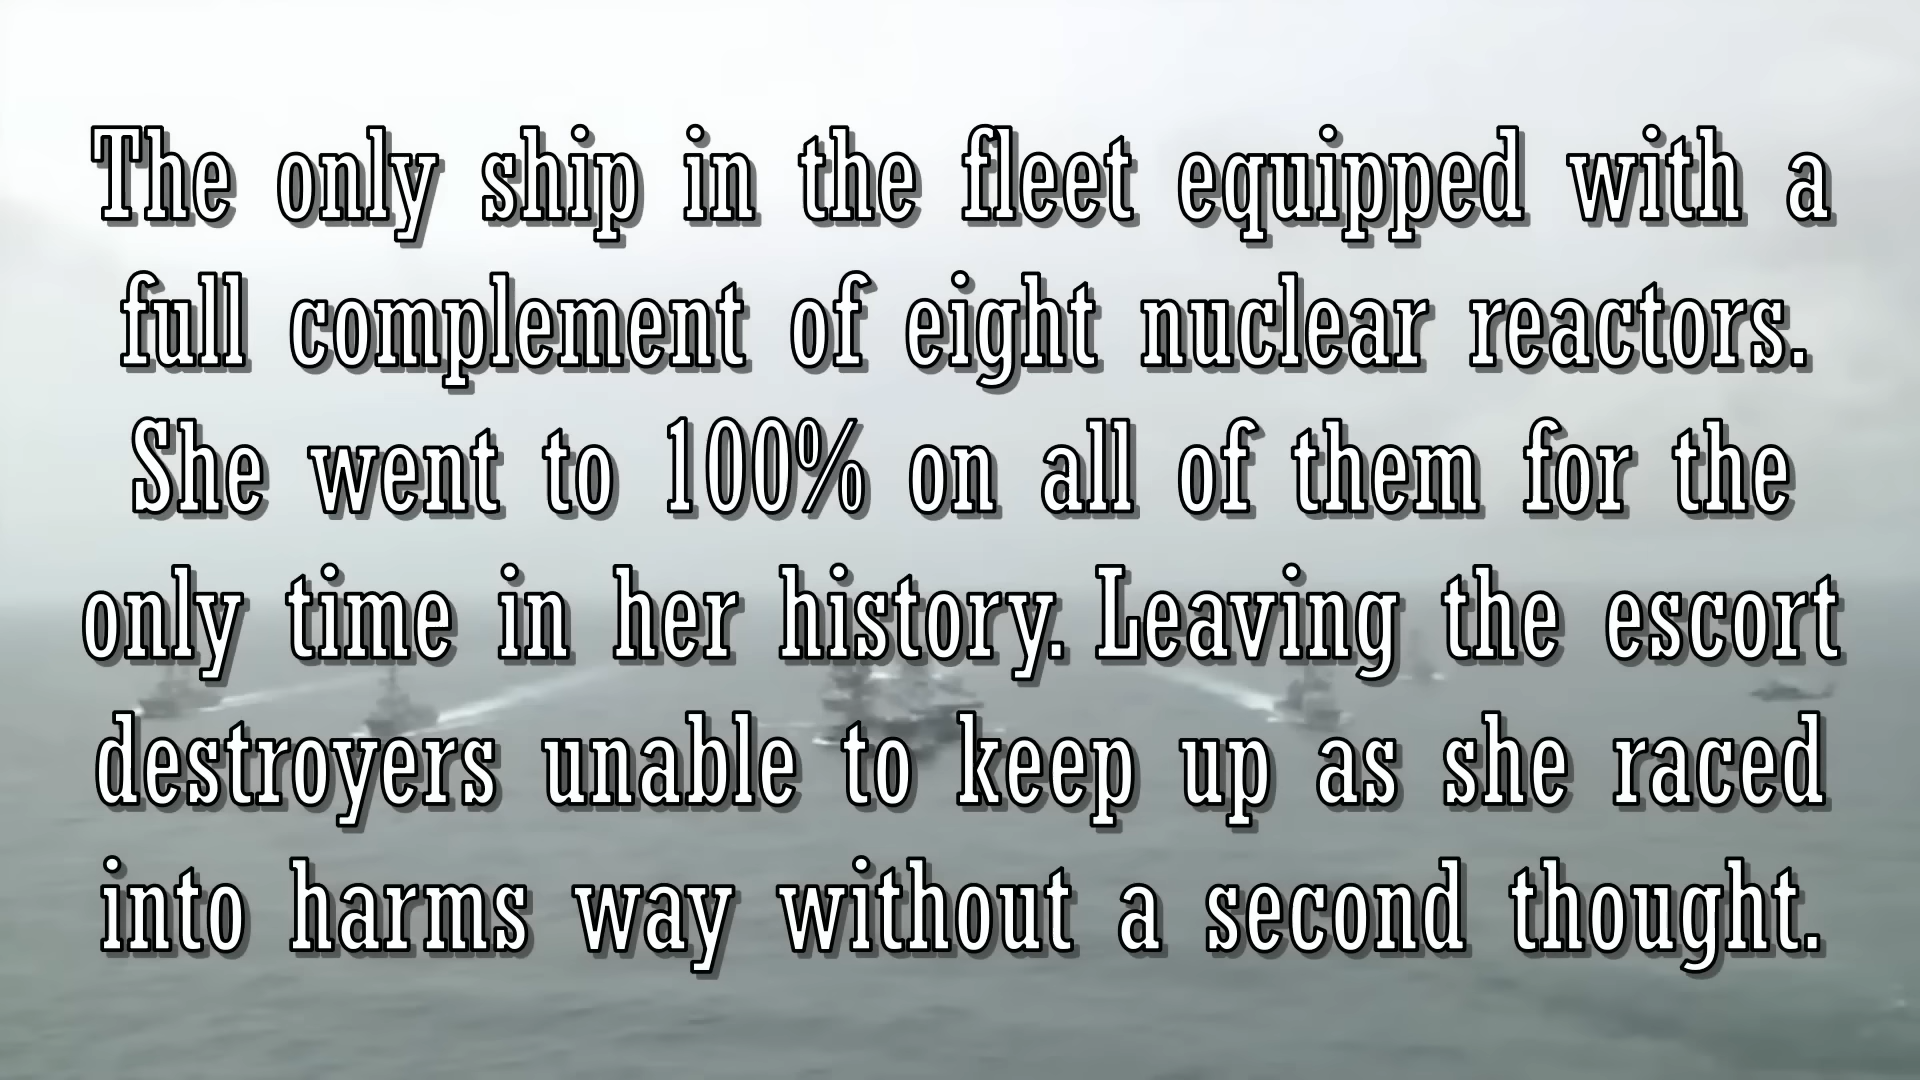 The only ship in the fleet equipped with a
full complement of eight nuclear reactors.
She went to 100% on all of them for the
only time in her history. Leaving the escort
destroyers unable to keep up as she raced
into harms way without a second thought.